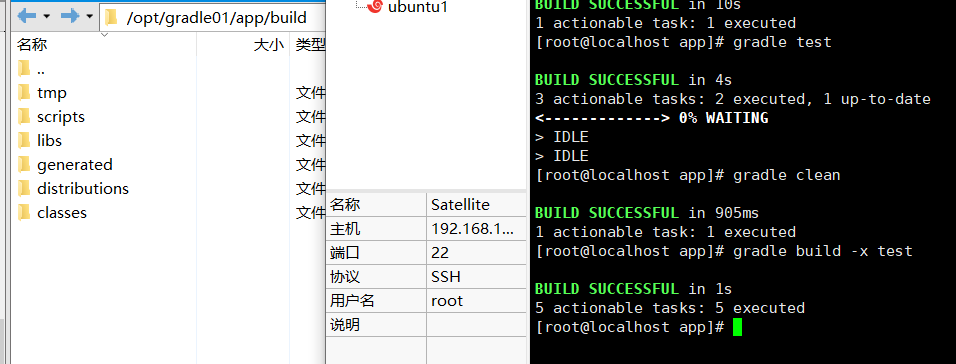 /opt/gradle01/app/build
名称 大小 类型
..
tmp 文件
scripts 文件
libs 文件
generated 文件
distributions 文件
classes 文件
ubuntu1
名称 Satellite
主机 192.168.1...
端口 22
协议 SSH
用户名 root
说明
BUILD SUCCESSFUL in 10s
1 actionable task: 1 executed
[root@localhost app]# gradle test
BUILD SUCCESSFUL in 4s
3 actionable tasks: 2 executed, 1 up-to-date
<-------------> 0% WAITING
> IDLE
> IDLE
[root@localhost app]# gradle clean
BUILD SUCCESSFUL in 905ms
1 actionable task: 1 executed
[root@localhost app]# gradle build -x test
BUILD SUCCESSFUL in 1s
5 actionable tasks: 5 executed
[root@localhost app]#